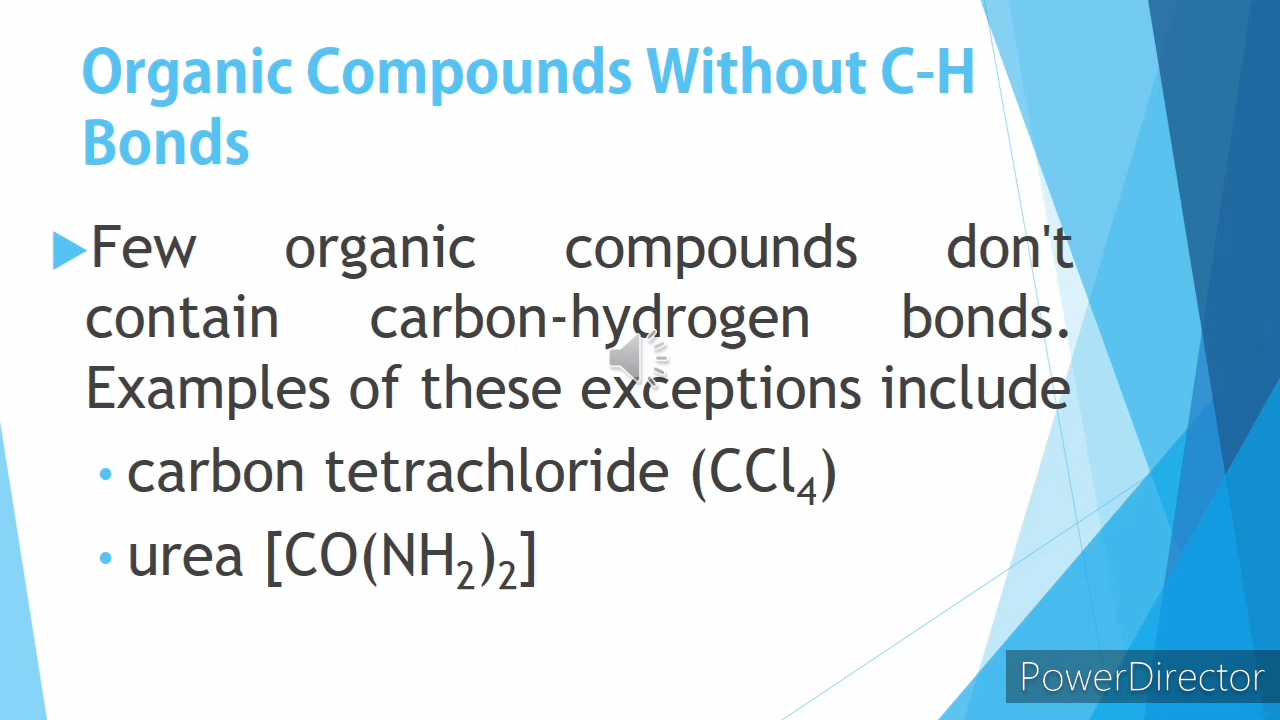 Organic Compounds Without C-H
Bonds
Few organic compounds don't
contain carbon-hydrogen bonds.
Examples of these exceptions include
• carbon tetrachloride (CCl₄)
• urea [CO(NH₂)₂]
PowerDirector